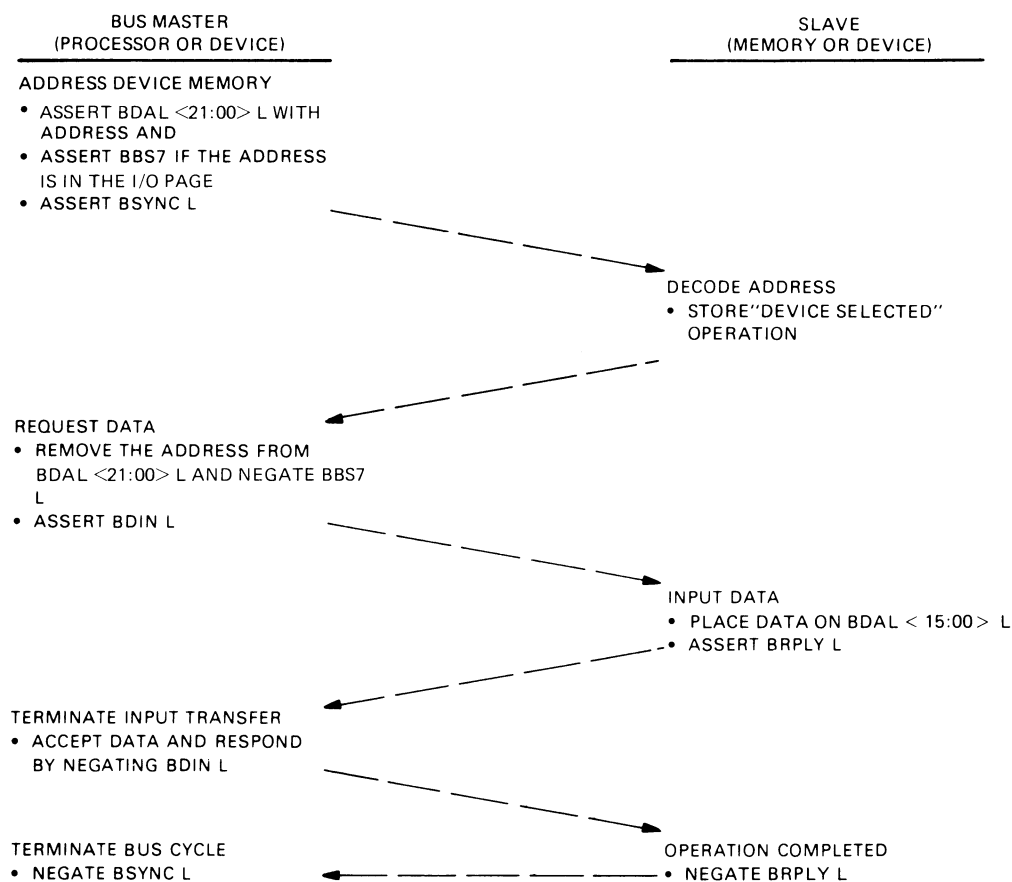 BUS MASTER
(PROCESSOR OR DEVICE)
SLAVE
(MEMORY OR DEVICE)
ADDRESS DEVICE MEMORY
• ASSERT BDAL <21:00> L WITH
ADDRESS AND
• ASSERT BBS7 IF THE ADDRESS
IS IN THE I/O PAGE
• ASSERT BSYNC L
DECODE ADDRESS
• STORE "DEVICE SELECTED"
OPERATION
REQUEST DATA
• REMOVE THE ADDRESS FROM
BDAL <21:00> L AND NEGATE BBS7
L
• ASSERT BDIN L
INPUT DATA
• PLACE DATA ON BDAL < 15:00> L
• ASSERT BRPLY L
TERMINATE INPUT TRANSFER
• ACCEPT DATA AND RESPOND
BY NEGATING BDIN L
OPERATION COMPLETED
• NEGATE BRPLY L
TERMINATE BUS CYCLE
• NEGATE BSYNC L